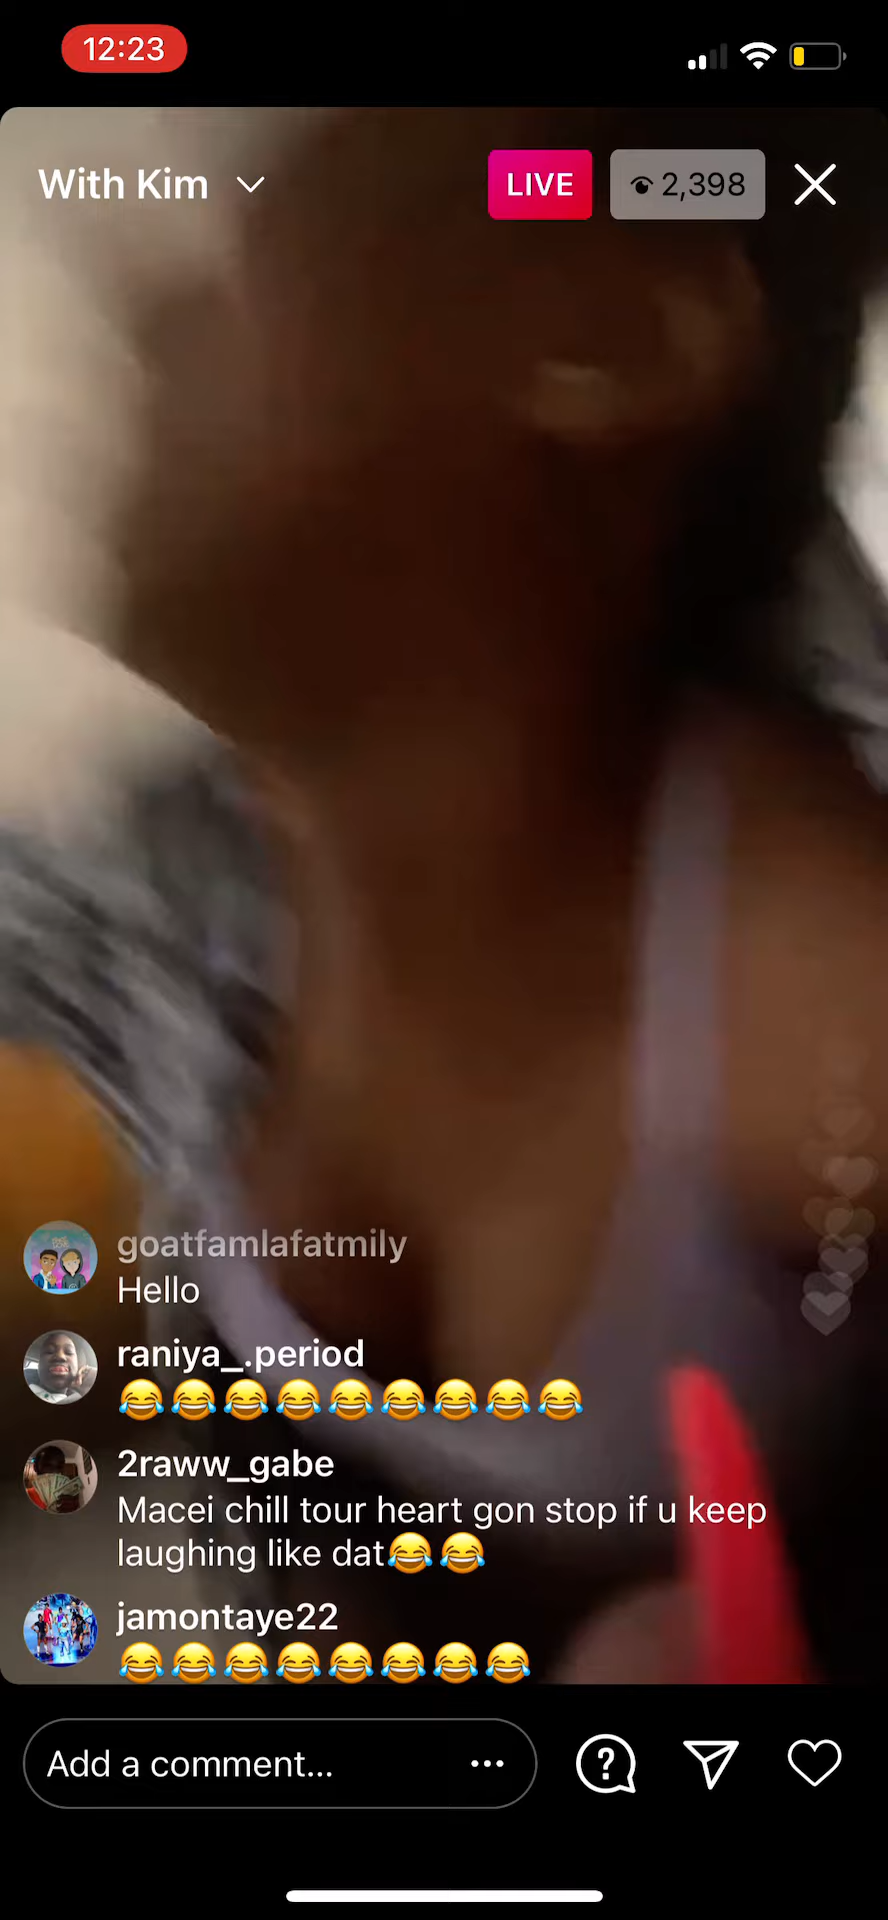 12:23
With Kim
LIVE
2,398
goatfamlafatmily
Hello
raniya_.period
😂😂😂😂😂😂😂😂😂
2raww_gabe
Macei chill tour heart gon stop if u keep
laughing like dat😂😂
jamontaye22
😂😂😂😂😂😂😂😂
Add a comment...